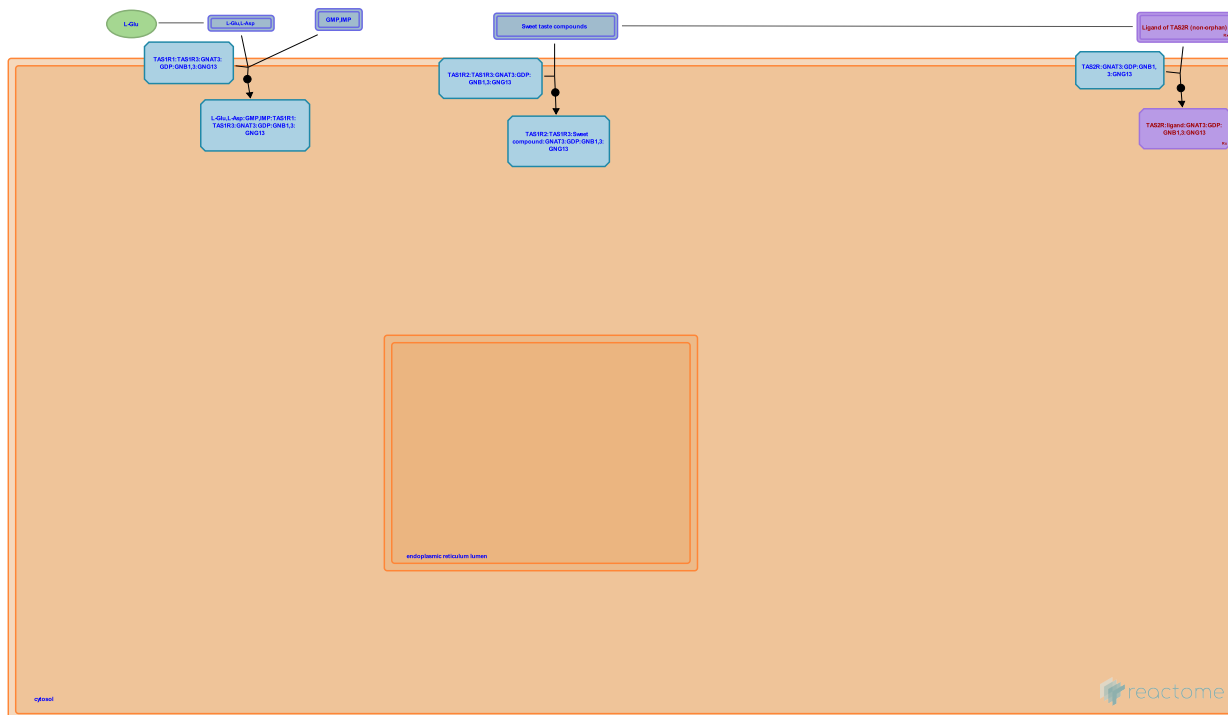 L-Glu
L-Glu,L-Asp
GMP,IMP
Sweet taste compounds
Ligand of TAS2R (non-orphan)
TAS1R1:TAS1R3:GNAT3:
GDP:GNB1,3:GNG13
TAS1R2:TAS1R3:GNAT3:GDP:
GNB1,3:GNG13
TAS2R:GNAT3:GDP:GNB1,
3:GNG13
L-Glu,L-Asp:GMP,IMP:TAS1R1:
TAS1R3:GNAT3:GDP:GNB1,3:
GNG13
TAS1R2:TAS1R3:Sweet
compound:GNAT3:GDP:GNB1,3:
GNG13
TAS2R:ligand:GNAT3:GDP:
GNB1,3:GNG13
endoplasmic reticulum lumen
cytosol
reactome